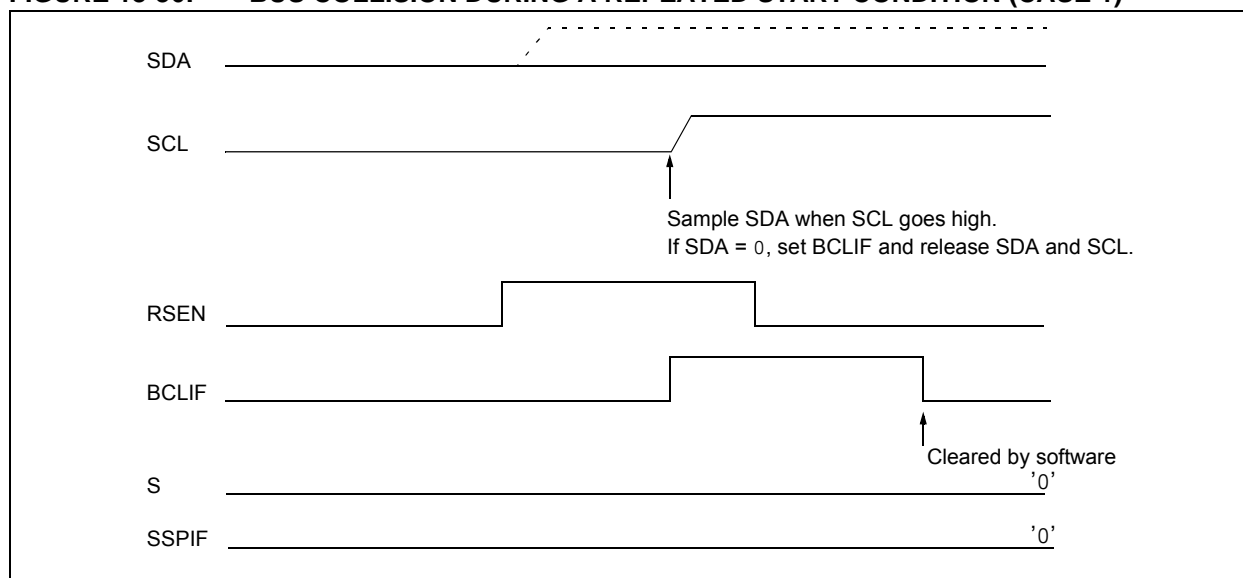 SDA
SCL
Sample SDA when SCL goes high.
If SDA = 0, set BCLIF and release SDA and SCL.
RSEN
BCLIF
Cleared by software
S
'0'
SSPIF
'0'